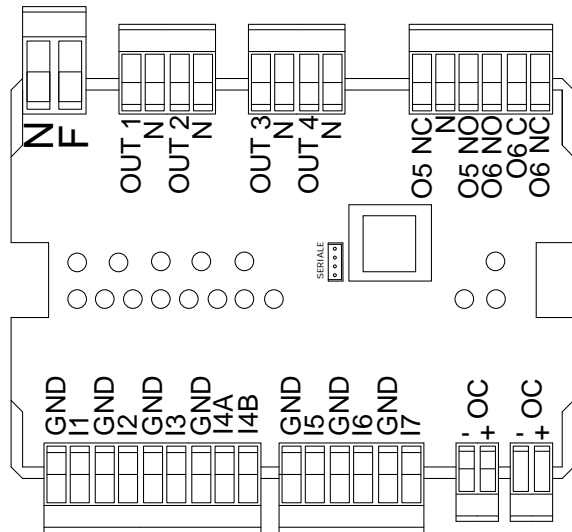 N
F
OUT 1
N
OUT 2
N
OUT 3
N
OUT 4
N
O5 NC
N
O5 NO
O6 NO
O6 C
O6 NC
SERIALE
GND
I1
GND
I2
GND
I3
GND
I4A
I4B
GND
I5
GND
I6
GND
I7
-
+ OC
-
+ OC